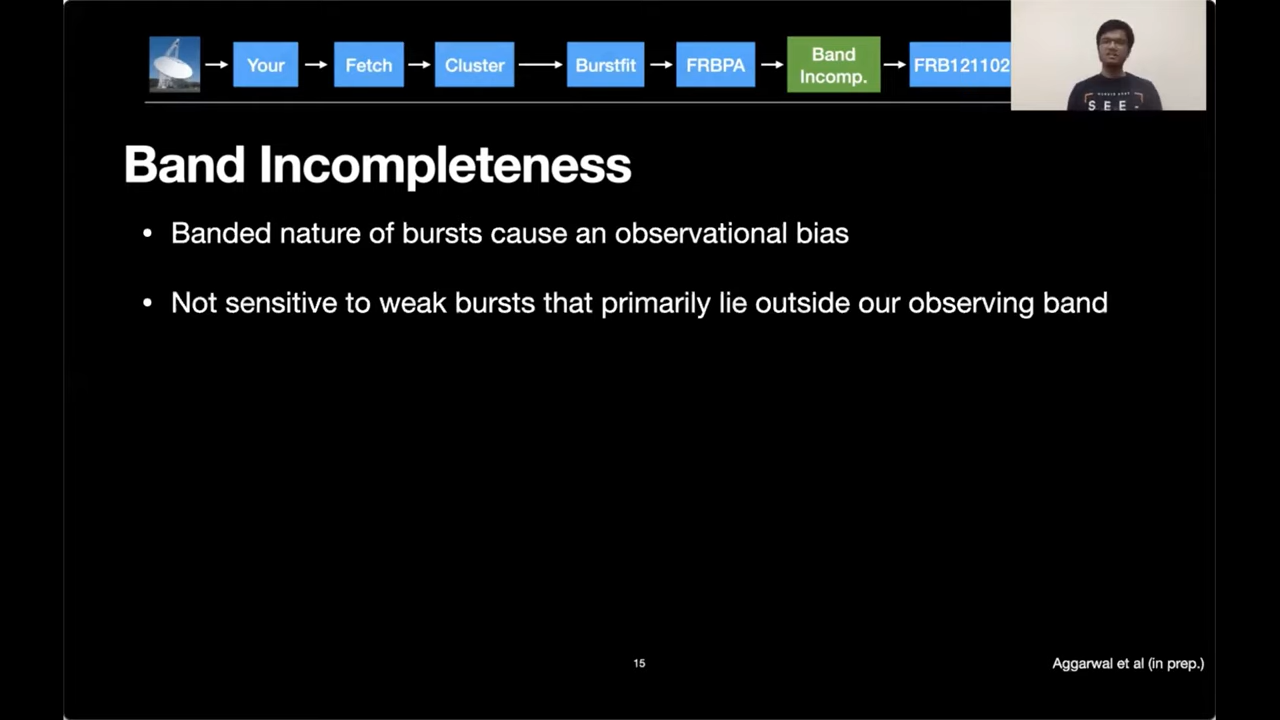 Your
Fetch
Cluster
Burstfit
FRBPA
Band
Incomp.
FRB121102
Band Incompleteness
• Banded nature of bursts cause an observational bias
• Not sensitive to weak bursts that primarily lie outside our observing band
15
Aggarwal et al (in prep.)
SEE-